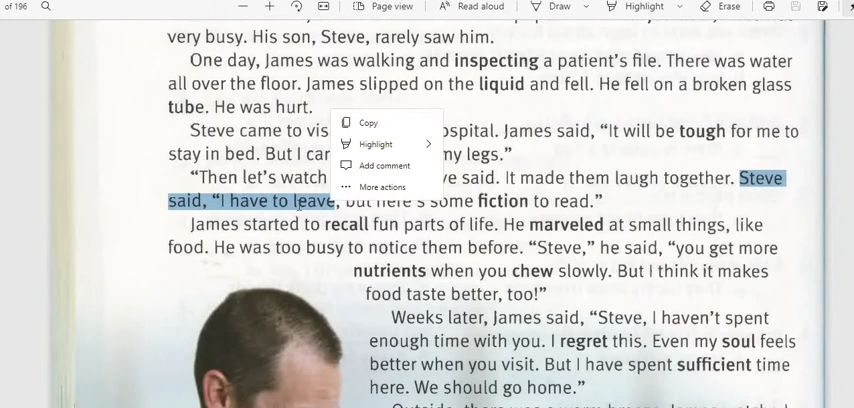 of 196
Page view
Read aloud
Draw
Highlight
Erase
very busy. His son, Steve, rarely saw him.
One day, James was walking and inspecting a patient's file. There was water
all over the floor. James slipped on the liquid and fell. He fell on a broken glass
tube. He was hurt.
Steve came to vis ospital. James said, "It will be tough for me to
stay in bed. But I can my legs."
"Then let's watch ve said. It made them laugh together. Steve
said, "I have to leave, but here's some fiction to read."
Copy
Highlight
Add comment
More actions
James started to recall fun parts of life. He marveled at small things, like
food. He was too busy to notice them before. "Steve," he said, "you get more
nutrients when you chew slowly. But I think it makes
food taste better, too!"
Weeks later, James said, "Steve, I haven't spent
enough time with you. I regret this. Even my soul feels
better when you visit. But I have spent sufficient time
here. We should go home."